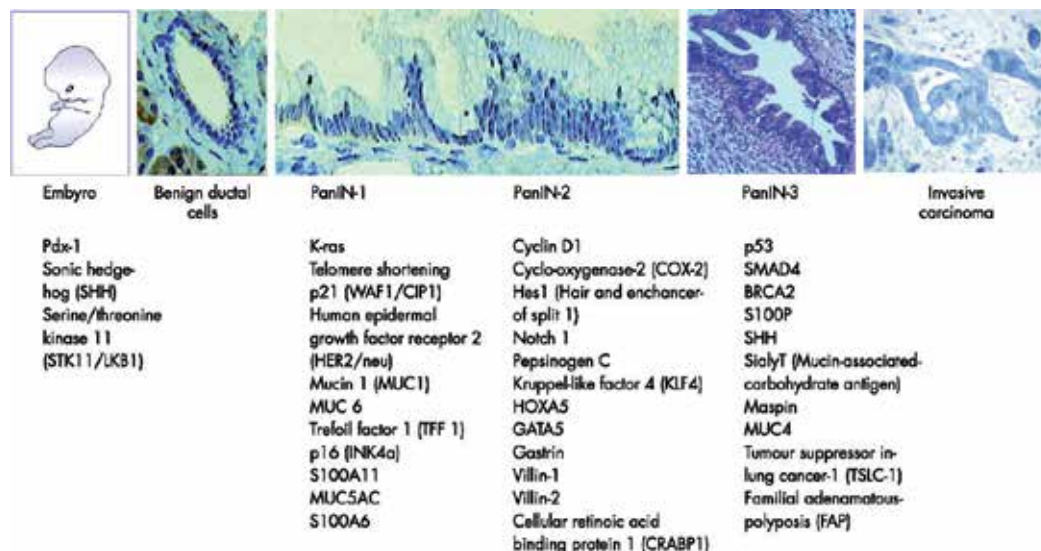 Embyro
Benign ductal
cells
PanIN-1
PanIN-2
PanIN-3
Invasive
carcinoma
Pdx-1
Sonic hedge-
hog (SHH)
Serine/threonine
kinase 11
(STK11/LKB1)
K-ras
Telomere shortening
p21 (WAF1/CIP1)
Human epidermal
growth factor receptor 2
(HER2/neu)
Mucin 1 (MUC1)
MUC 6
Trefoil factor 1 (TFF 1)
p16 (INK4a)
S100A11
MUC5AC
S100A6
Cyclin D1
Cyclo-oxygenase-2 (COX-2)
Hes1 (Hair and enchancer-
of split 1)
Notch 1
Pepsinogen C
Kruppel-like factor 4 (KLF4)
HOXA5
GATA5
Gastrin
Villin-1
Villin-2
Cellular retinoic acid
binding protein 1 (CRABP1)
p53
SMAD4
BRCA2
S100P
SHH
SialyT (Mucin-associated-
carbohydrate antigen)
Maspin
MUC4
Tumour suppressor in-
lung cancer-1 (TSLC-1)
Familial adenamatous-
polyposis (FAP)